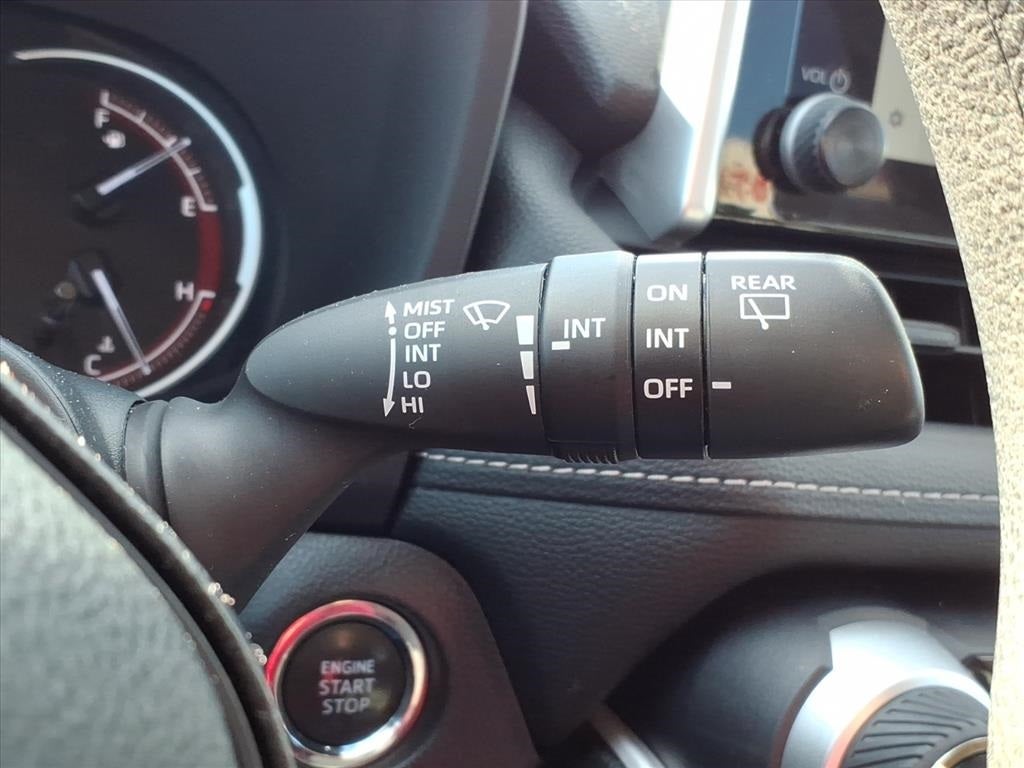 VOL
F
E
H
C
MIST
OFF
INT
LO
HI
INT
ON
INT
OFF
REAR
ENGINE
START
STOP